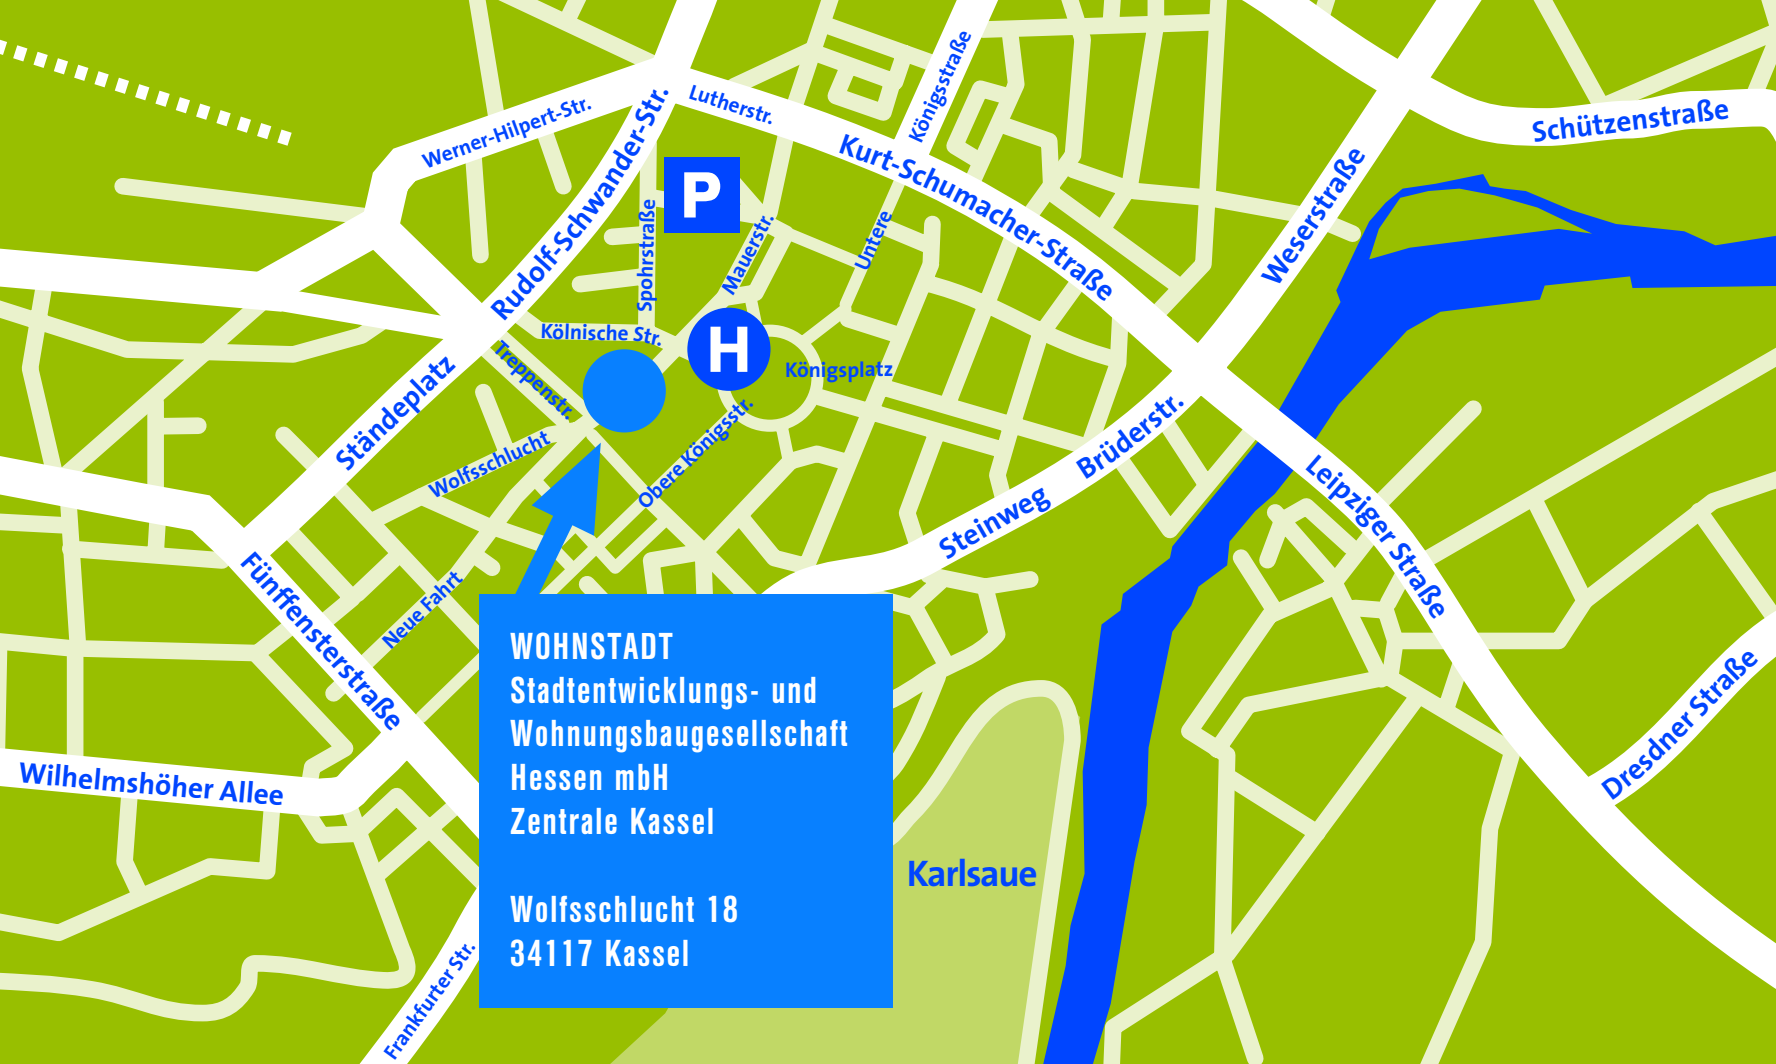 Königsstraße
Werner-Hilpert-Str.
Lutherstr.
Schützenstraße
Kurt-Schumacher-Straße
Rudolf-Schwander-Str.
P
Weserstraße
Spohrstraße
Mauerstr.
Untere
Kölnische Str.
H
Königsplatz
Treppenstr.
Ständeplatz
Wolfsschlucht
Obere Königsstr.
Brüderstr.
Steinweg
Leipziger Straße
Fünffensterstraße
Neue Fahrt
WOHNSTADT
Stadtentwicklungs- und
Wohnungsbaugesellschaft
Hessen mbH
Zentrale Kassel
Wolfsschlucht 18
34117 Kassel
Dresdner Straße
Wilhelmshöher Allee
Karlsaue
Frankfurter Str.